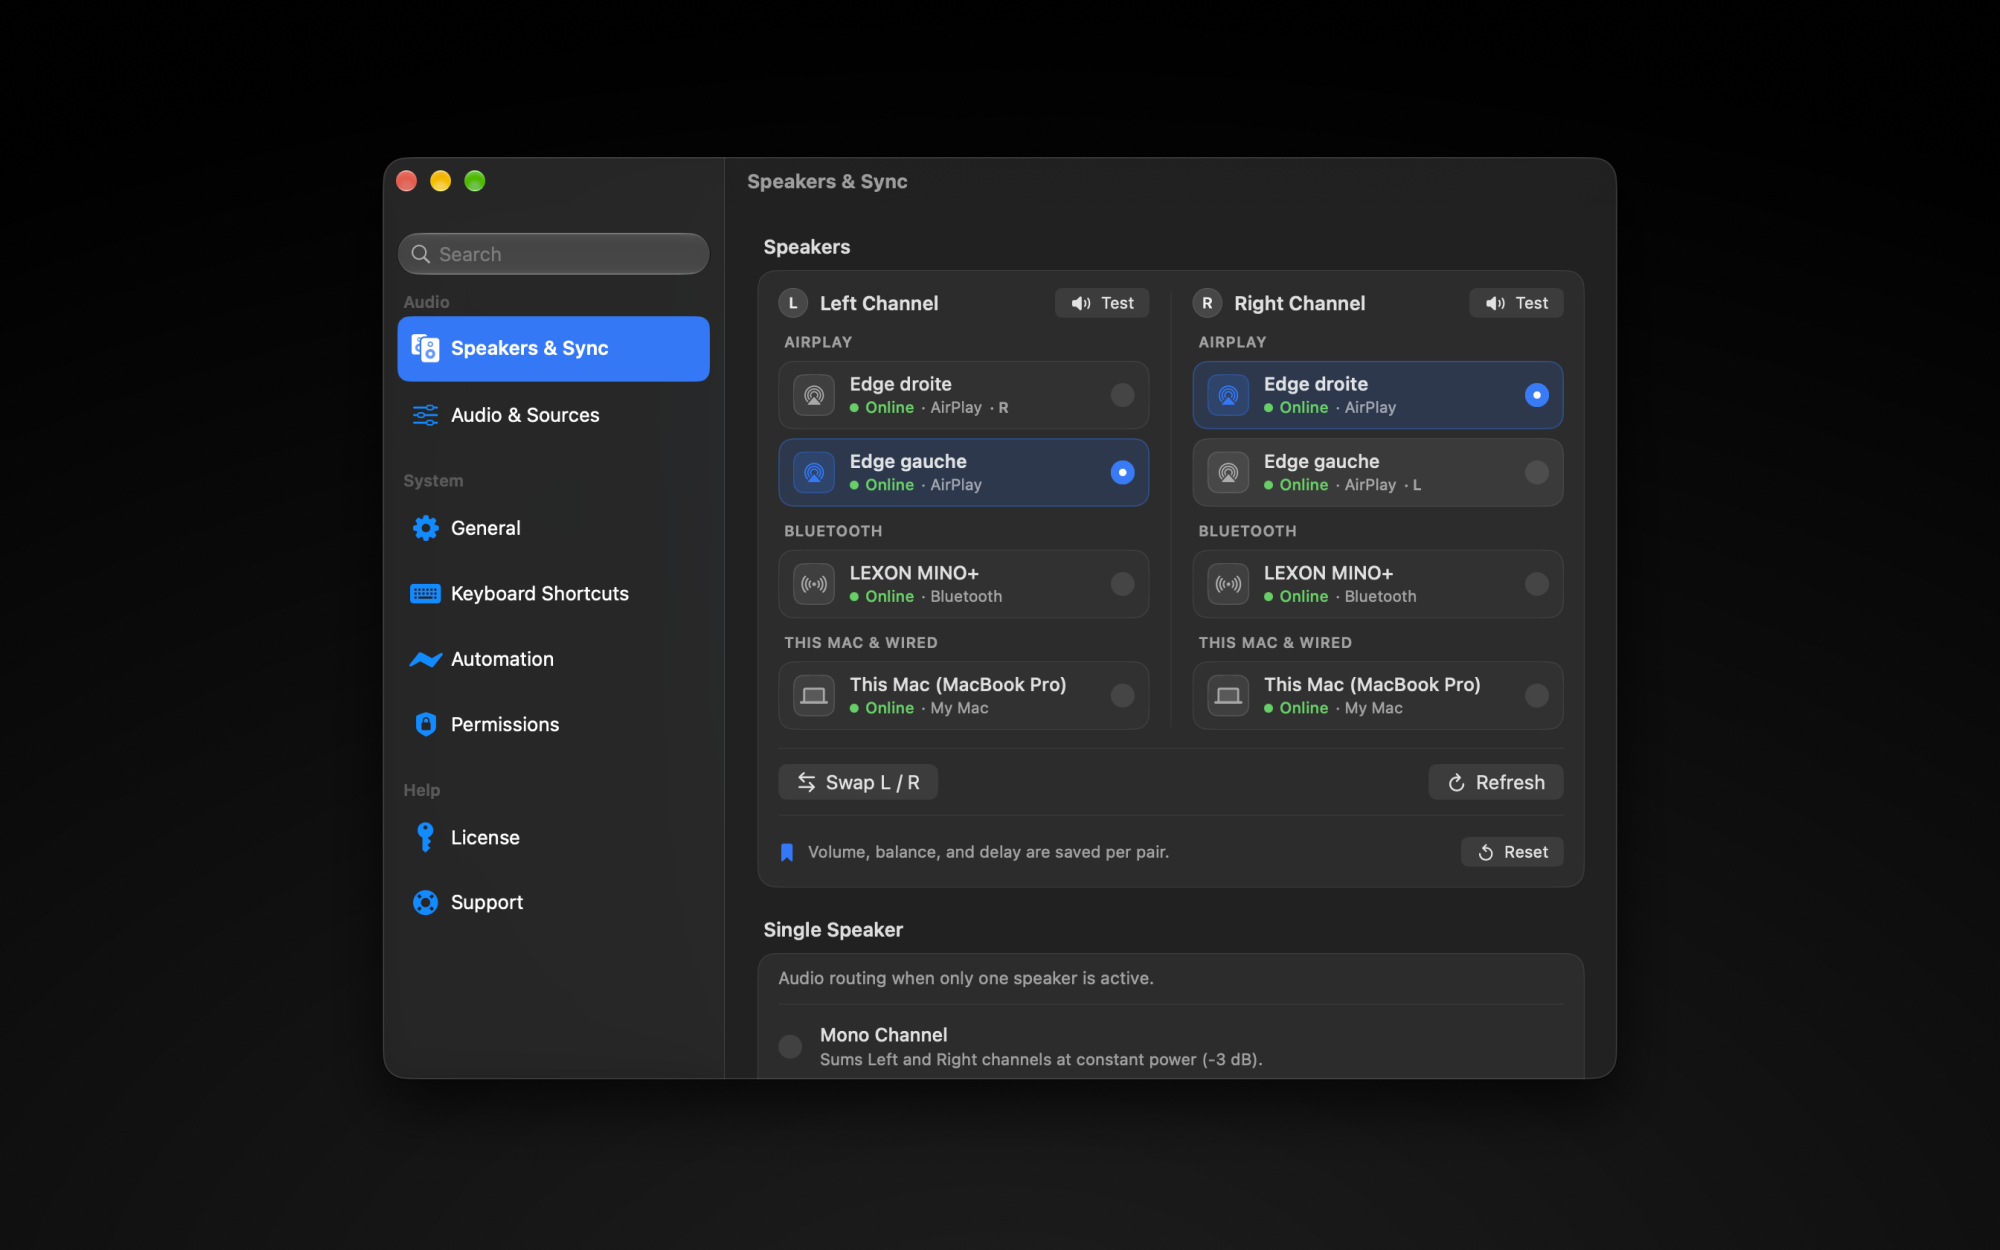 Speakers & Sync
Search
Audio
Speakers & Sync
Audio & Sources
System
General
Keyboard Shortcuts
Automation
Permissions
Help
License
Support
Speakers
L Left Channel
Test
AIRPLAY
Edge droite
Online · AirPlay · R
Edge gauche
Online · AirPlay
BLUETOOTH
LEXON MINO+
Online · Bluetooth
THIS MAC & WIRED
This Mac (MacBook Pro)
Online · My Mac
R Right Channel
Test
AIRPLAY
Edge droite
Online · AirPlay
Edge gauche
Online · AirPlay · L
BLUETOOTH
LEXON MINO+
Online · Bluetooth
THIS MAC & WIRED
This Mac (MacBook Pro)
Online · My Mac
Swap L / R
Refresh
Volume, balance, and delay are saved per pair.
Reset
Single Speaker
Audio routing when only one speaker is active.
Mono Channel
Sums Left and Right channels at constant power (-3 dB).